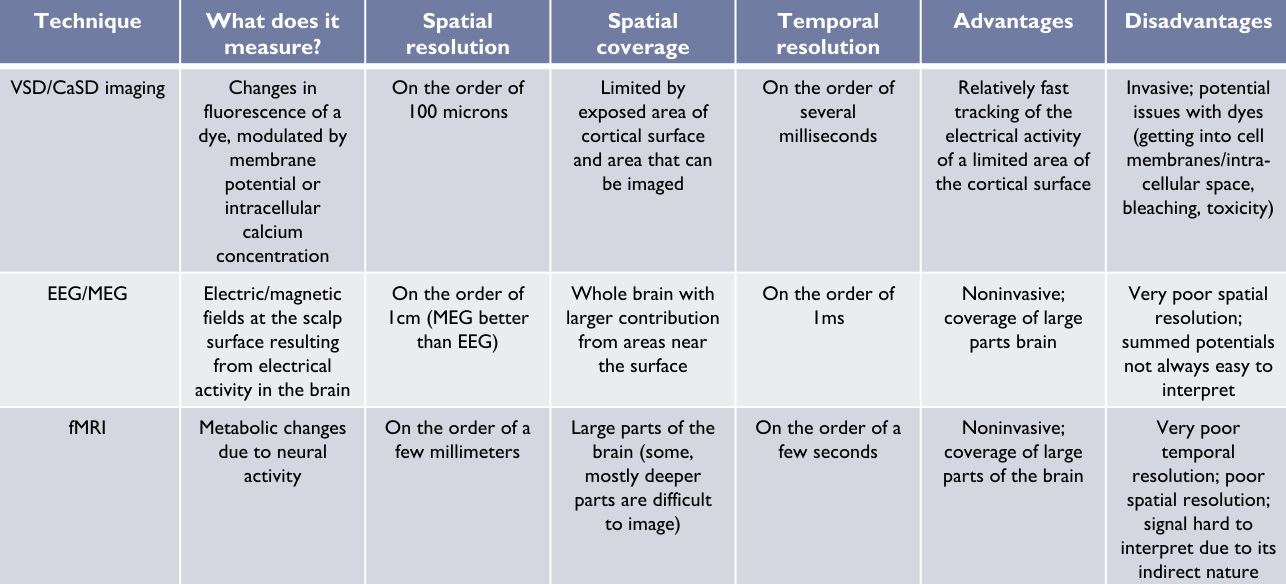 Technique
What does it
measure?
Spatial
resolution
Spatial
coverage
Temporal
resolution
Advantages
Disadvantages
VSD/CaSD imaging
Changes in
fluorescence of a
dye, modulated by
membrane
potential or
intracellular
calcium
concentration
On the order of
100 microns
Limited by
exposed area of
cortical surface
and area that can
be imaged
On the order of
several
milliseconds
Relatively fast
tracking of the
electrical activity
of a limited area of
the cortical surface
Invasive; potential
issues with dyes
(getting into cell
membranes/intra-
cellular space,
bleaching, toxicity)
EEG/MEG
Electric/magnetic
fields at the scalp
surface resulting
from electrical
activity in the brain
On the order of
1cm (MEG better
than EEG)
Whole brain with
larger contribution
from areas near
the surface
On the order of
1ms
Noninvasive;
coverage of large
parts brain
Very poor spatial
resolution;
summed potentials
not always easy to
interpret
fMRI
Metabolic changes
due to neural
activity
On the order of a
few millimeters
Large parts of the
brain (some,
mostly deeper
parts are difficult
to image)
On the order of a
few seconds
Noninvasive;
coverage of large
parts of the brain
Very poor
temporal
resolution; poor
spatial resolution;
signal hard to
interpret due to its
indirect nature